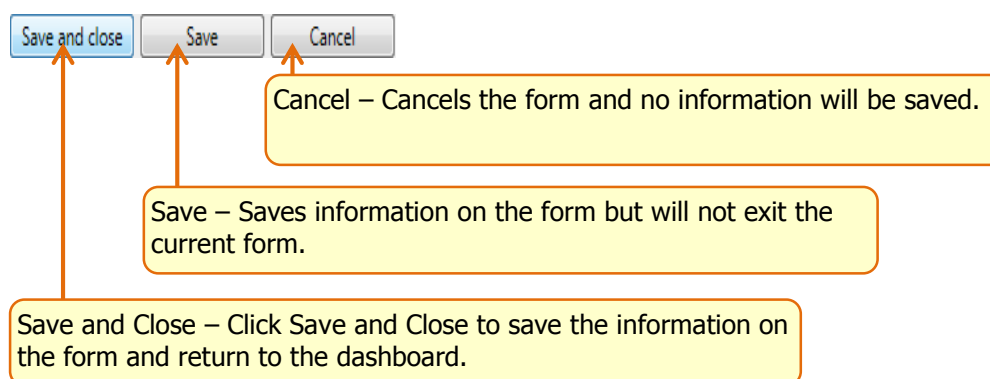 Save and close Save Cancel
Cancel – Cancels the form and no information will be saved.
Save – Saves information on the form but will not exit the
current form.
Save and Close – Click Save and Close to save the information on
the form and return to the dashboard.